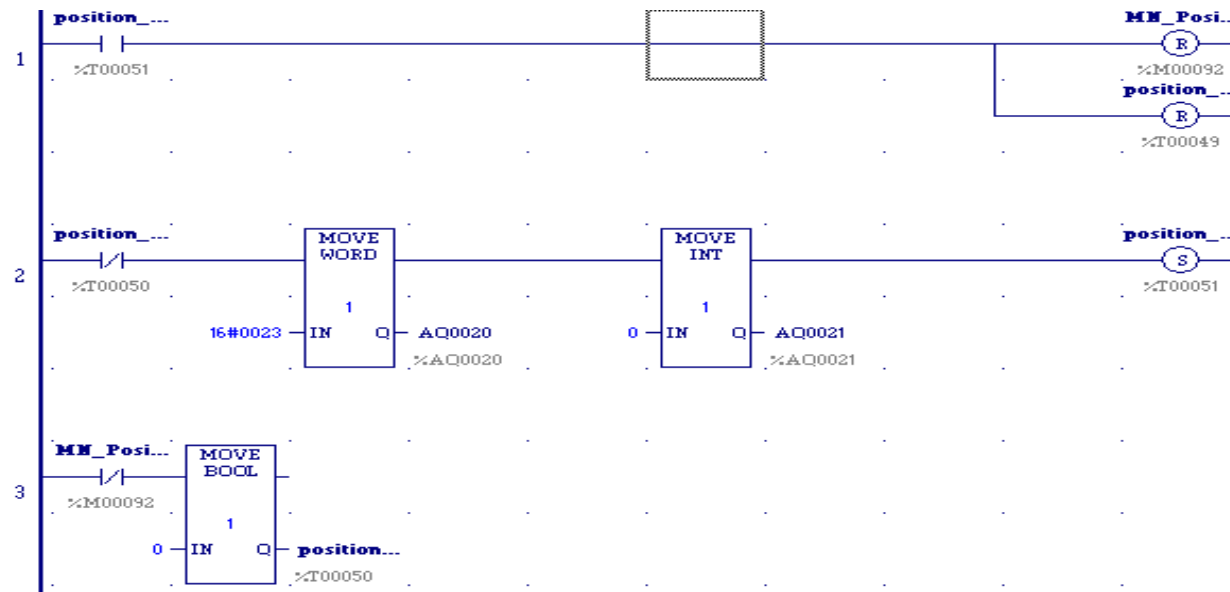 position_... MN_Posi..
1
%T00051 R %M00092
position_..
R
%T00049
position_... MOVE WORD MOVE INT position_..
2
%T00050 1 1 S %T00051
16#0023 IN Q AQ0020 0 IN Q AQ0021
%AQ0020 %AQ0021
MN_Posi... MOVE BOOL
3
%M00092 1
0 IN Q position...
%T00050